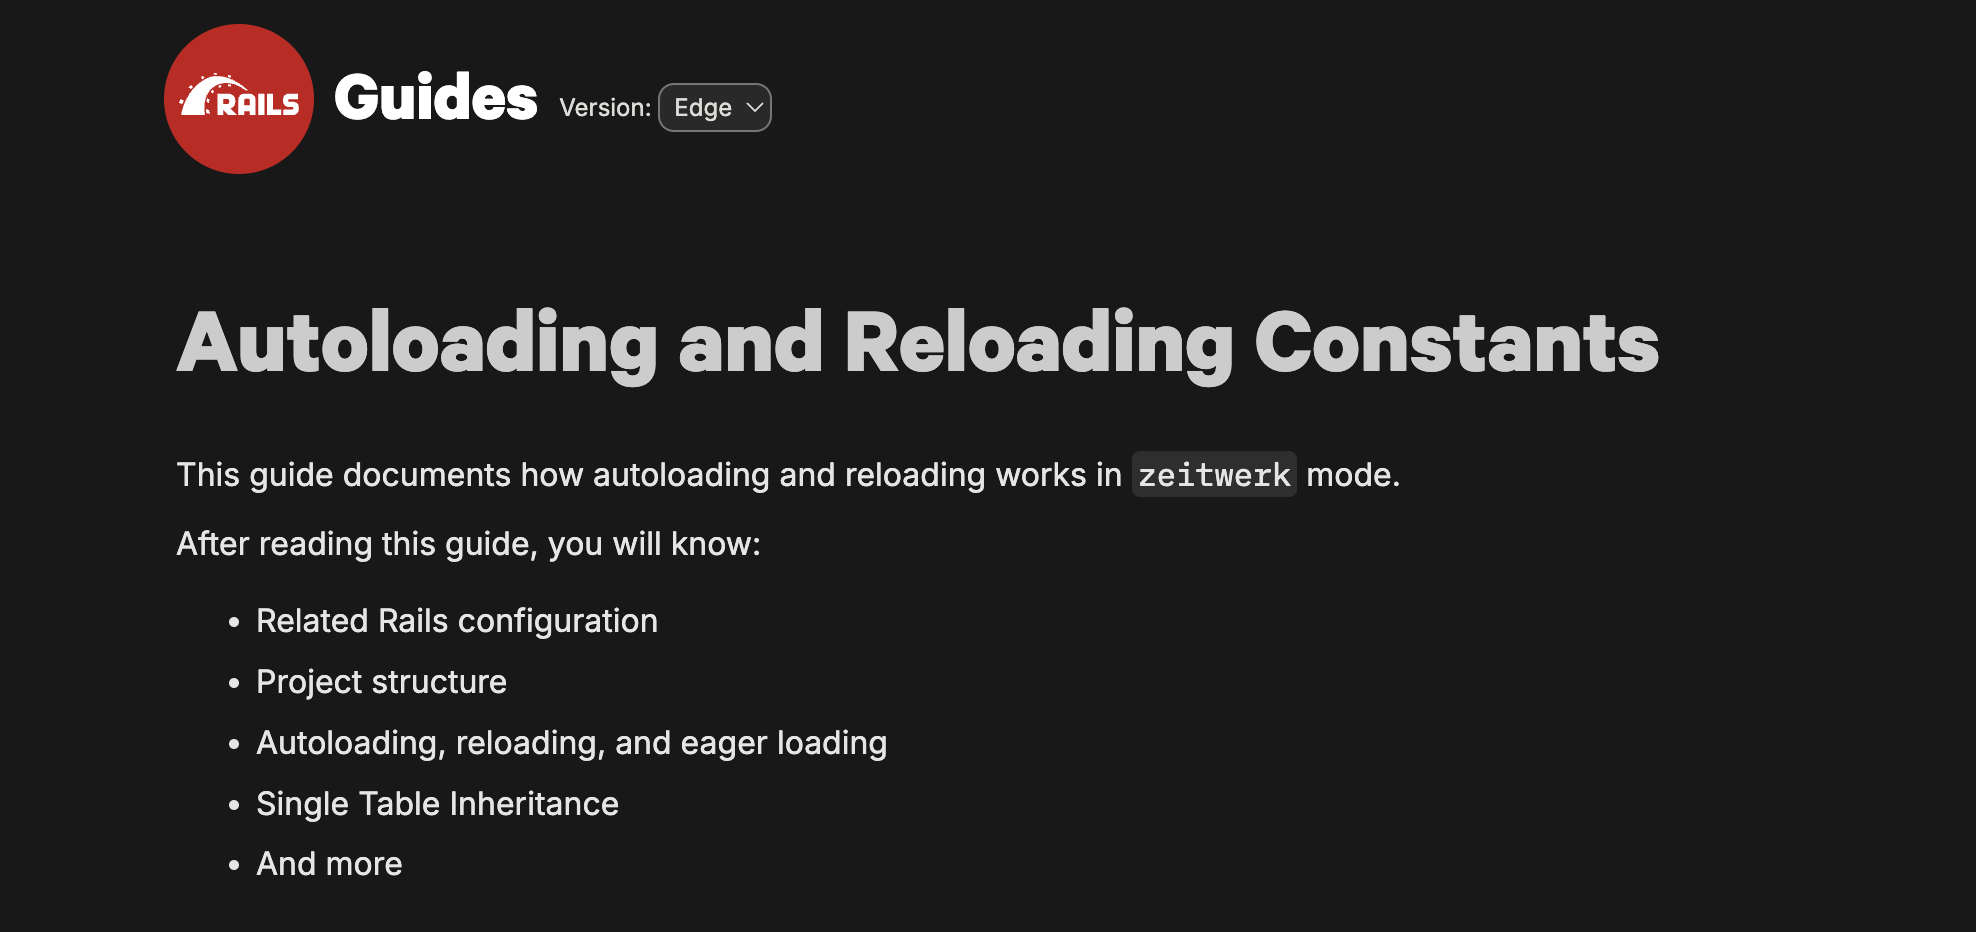 RAILS
Guides
Version: Edge
Autoloading and Reloading Constants
This guide documents how autoloading and reloading works in zeitwerk mode.
After reading this guide, you will know:
• Related Rails configuration
• Project structure
• Autoloading, reloading, and eager loading
• Single Table Inheritance
• And more